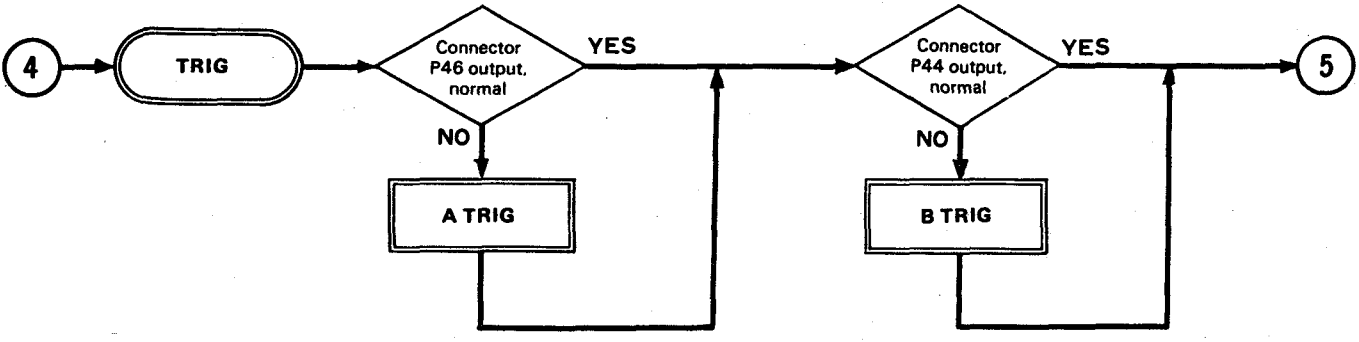 4
TRIG
Connector
P46 output,
normal
YES
NO
A TRIG
Connector
P44 output,
normal
YES
NO
B TRIG
5